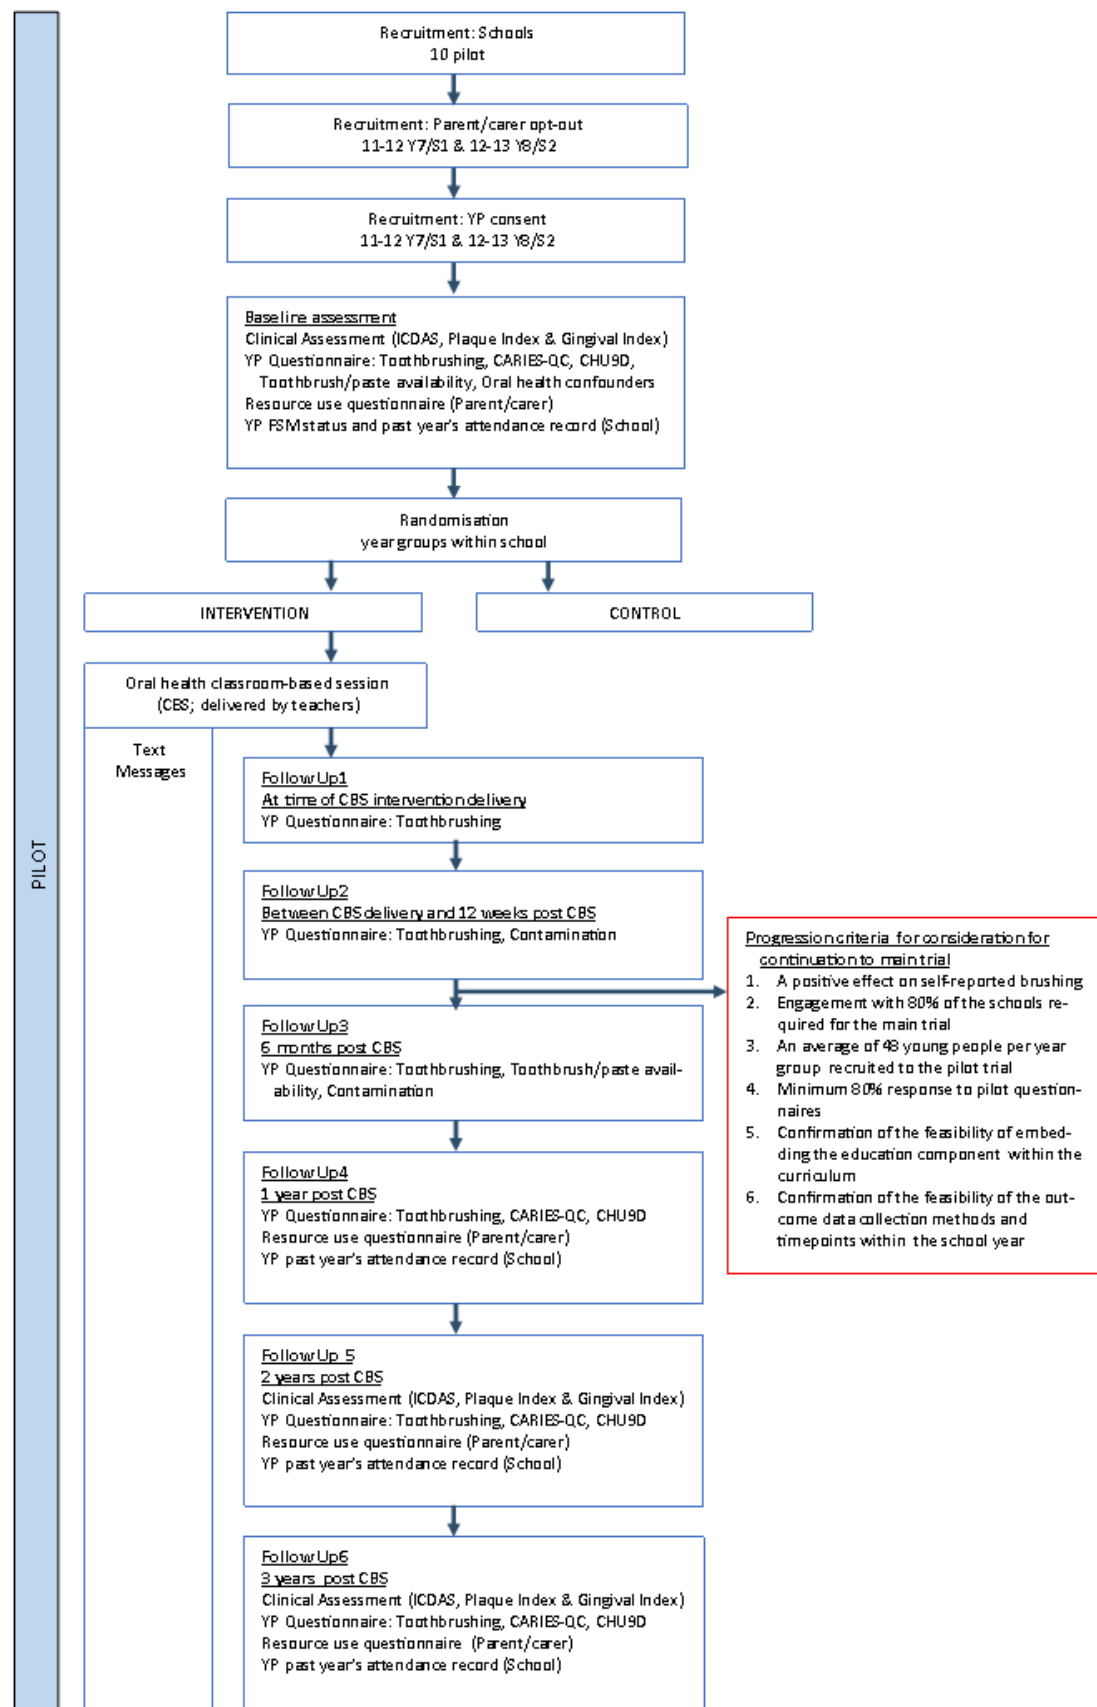 PILOT
Recruitment: Schools
10 pilot
Recruitment: Parent/carer opt-out
11-12 Y7/S1 & 12-13 Y8/S2
Recruitment: YP consent
11-12 Y7/S1 & 12-13 Y8/S2
Baseline assessment
Clinical Assessment (ICDAS, Plaque Index & Gingival Index)
YP Questionnaire: Toothbrushing, CARIES-QC, CHU9D,
Toothbrush/paste availability, Oral health confounders
Resource use questionnaire (Parent/carer)
YP FSM status and past year's attendance record (School)
Randomisation
year groups within school
INTERVENTION
CONTROL
Oral health classroom-based session
(CBS; delivered by teachers)
Text
Messages
Follow Up1
At time of CBS intervention delivery
YP Questionnaire: Toothbrushing
Follow Up2
Between CBS delivery and 12 weeks post CBS
YP Questionnaire: Toothbrushing, Contamination
Progression criteria for consideration for
continuation to main trial
1. A positive effect on self-reported brushing
2. Engagement with 80% of the schools re-
quired for the main trial
3. An average of 48 young people per year
group recruited to the pilot trial
4. Minimum 80% response to pilot question-
naires
5. Confirmation of the feasibility of embed-
ding the education component within the
curriculum
6. Confirmation of the feasibility of the out-
come data collection methods and
timepoints within the school year
Follow Up3
6 months post CBS
YP Questionnaire: Toothbrushing, Toothbrush/paste avail-
ability, Contamination
Follow Up4
1 year post CBS
YP Questionnaire: Toothbrushing, CARIES-QC, CHU9D
Resource use questionnaire (Parent/carer)
YP past year's attendance record (School)
Follow Up 5
2 years post CBS
Clinical Assessment (ICDAS, Plaque Index & Gingival Index)
YP Questionnaire: Toothbrushing, CARIES-QC, CHU9D
Resource use questionnaire (Parent/carer)
YP past year's attendance record (School)
Follow Up6
3 years post CBS
Clinical Assessment (ICDAS, Plaque Index & Gingival Index)
YP Questionnaire: Toothbrushing, CARIES-QC, CHU9D
Resource use questionnaire (Parent/carer)
YP past year's attendance record (School)